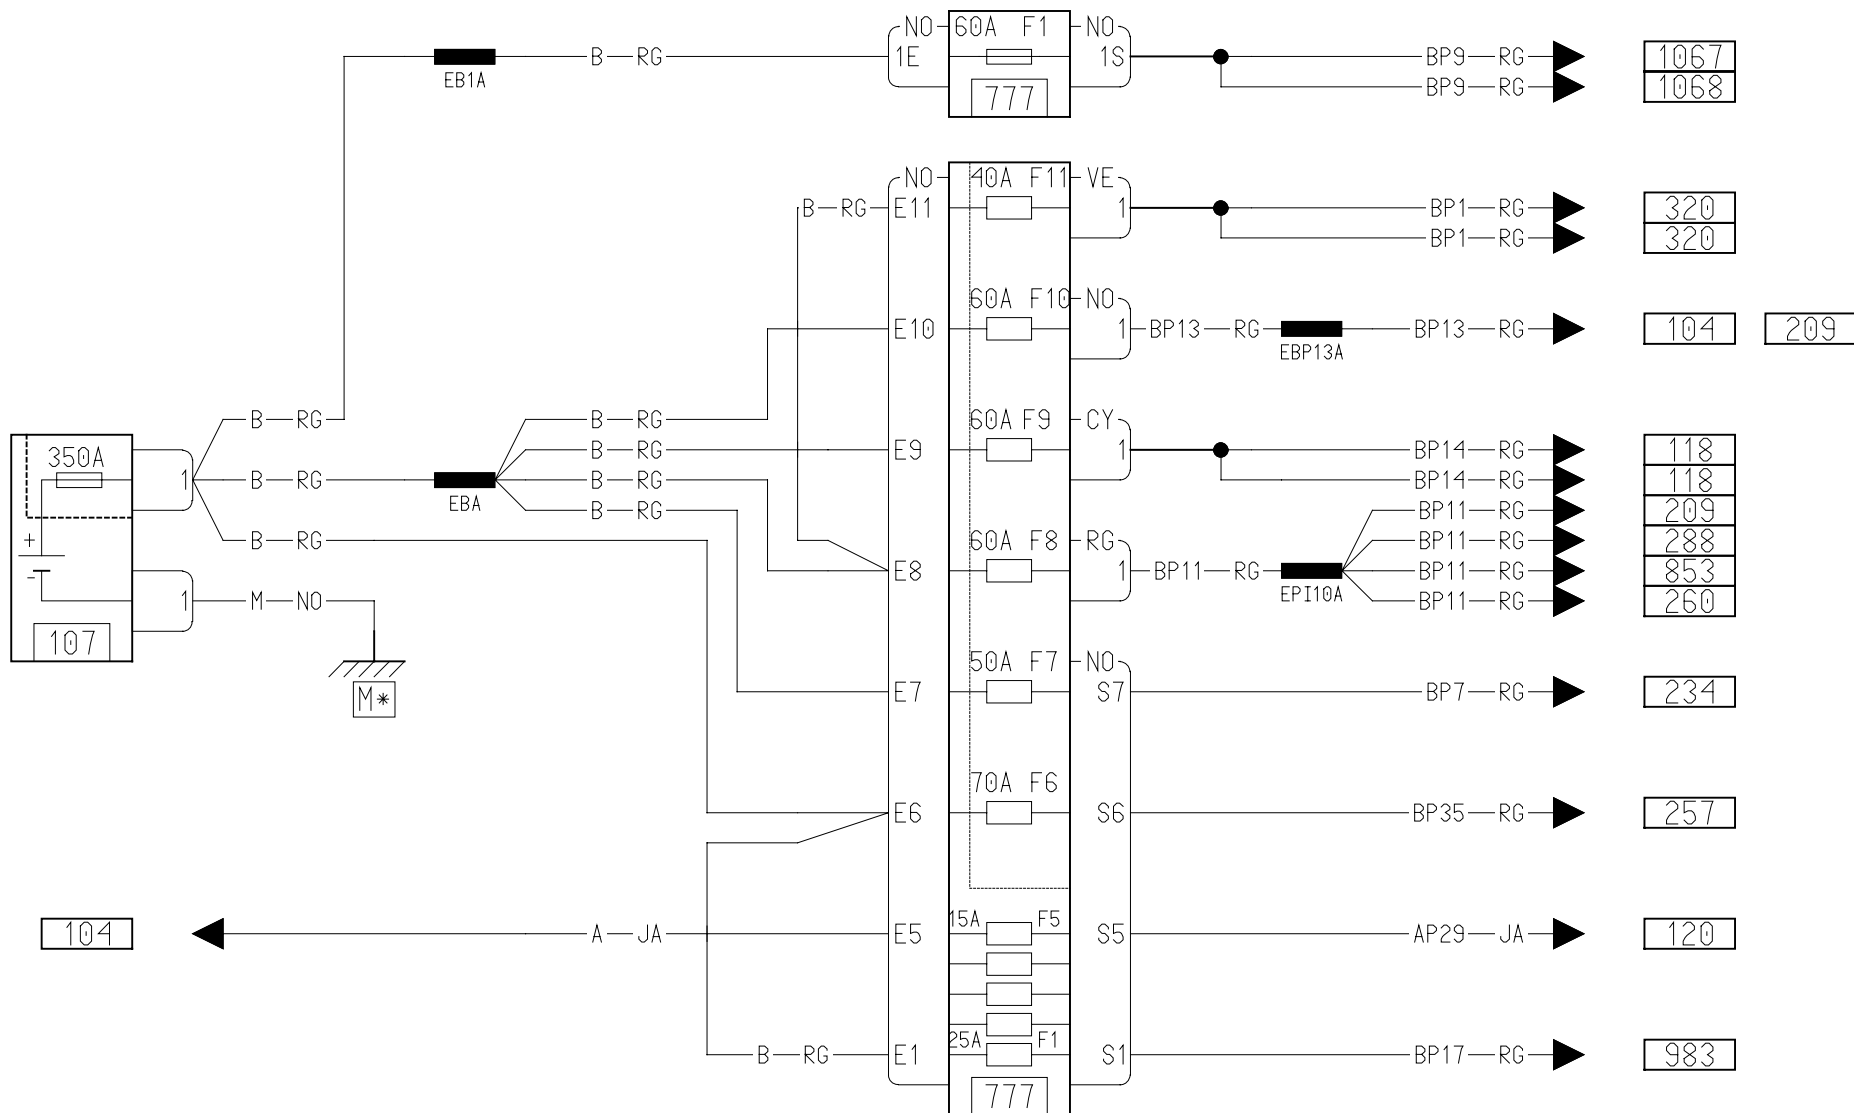 NO 60A F1 NO
EB1A B RG 1E 1S BP9 RG 1067
777 BP9 RG 1068
NO 40A F11 VE
B RG E11 1 BP1 RG 320
BP1 RG 320
60A F10 NO
E10 1 BP13 RG EBP13A BP13 RG 104 209
B RG B RG 60A F9 CY
350A B RG E9 1 BP14 RG 118
1 B RG EBA B RG BP14 RG 118
B RG BP11 RG 209
+ B RG 60A F8 RG BP11 RG 288
- E8 1 BP11 RG EPI10A BP11 RG 853
1 M NO BP11 RG 260
107
50A F7 NO
M* E7 S7 BP7 RG 234
70A F6
E6 S6 BP35 RG 257
15A F5
104 A JA E5 S5 AP29 JA 120
25A F1
B RG E1 S1 BP17 RG 983
777